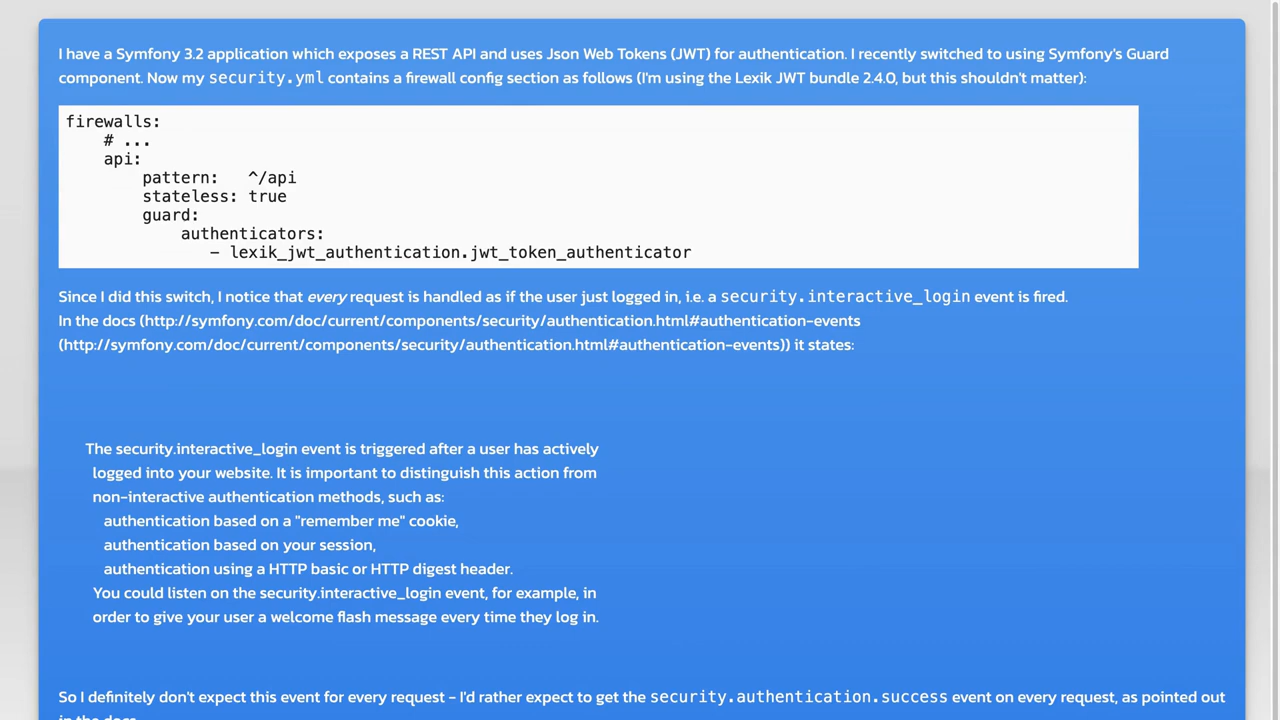 I have a Symfony 3.2 application which exposes a REST API and uses Json Web Tokens (JWT) for authentication. I recently switched to using Symfony's Guard
component. Now my security.yml contains a firewall config section as follows (I'm using the Lexik JWT bundle 2.4.0, but this shouldn't matter):
firewalls:
    # ...
    api:
        pattern:   ^/api
        stateless: true
        guard:
            authenticators:
               - lexik_jwt_authentication.jwt_token_authenticator
Since I did this switch, I notice that every request is handled as if the user just logged in, i.e. a security.interactive_login event is fired.
In the docs (http://symfony.com/doc/current/components/security/authentication.html#authentication-events
(http://symfony.com/doc/current/components/security/authentication.html#authentication-events)) it states:
The security.interactive_login event is triggered after a user has actively
logged into your website. It is important to distinguish this action from
non-interactive authentication methods, such as:
authentication based on a "remember me" cookie,
authentication based on your session,
authentication using a HTTP basic or HTTP digest header.
You could listen on the security.interactive_login event, for example, in
order to give your user a welcome flash message every time they log in.
So I definitely don't expect this event for every request - I'd rather expect to get the security.authentication.success event on every request, as pointed out
in the docs.